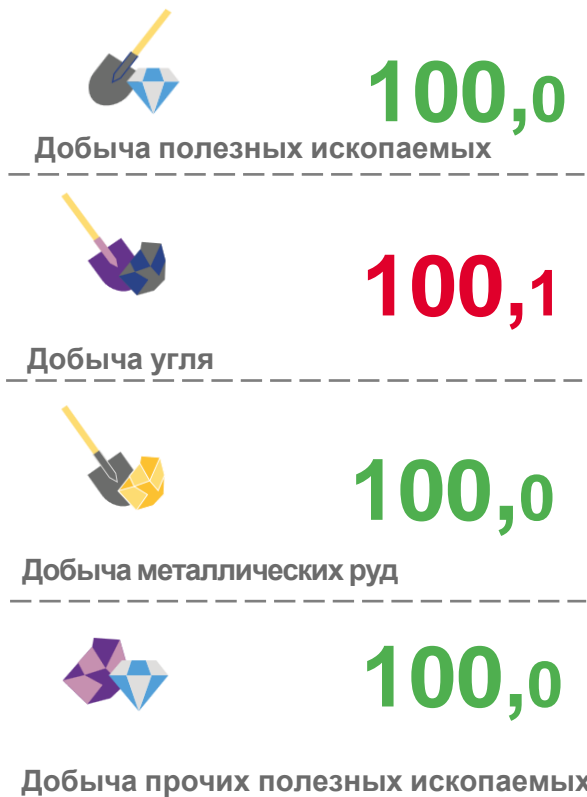 100,0
Добыча полезных ископаемых
100,1
Добыча угля
100,0
Добыча металлических руд
100,0
Добыча прочих полезных ископаемых